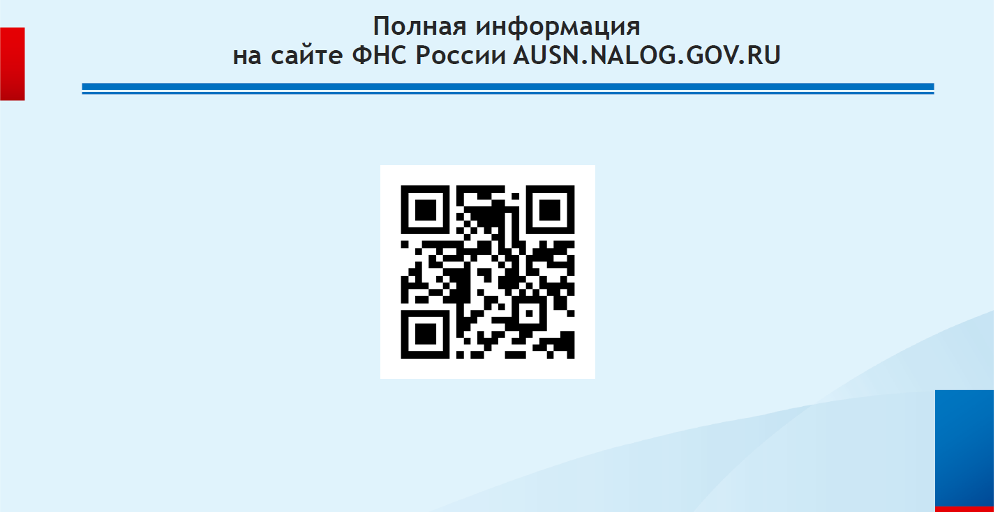 Полная информация
на сайте ФНС России AUSN.NALOG.GOV.RU